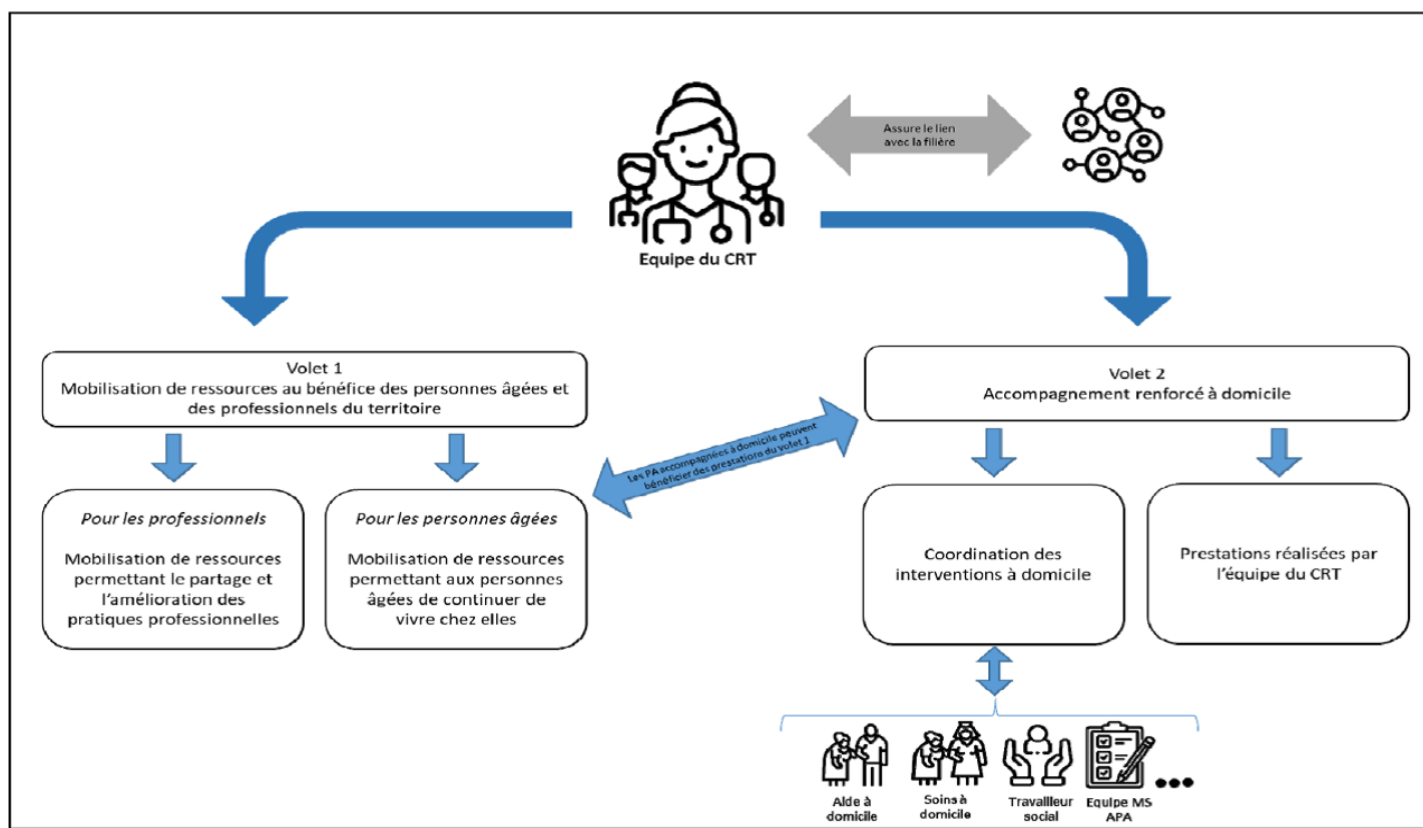 Assure le lien
avec la filière
Equipe du CRT
Volet 1
Mobilisation de ressources au bénéfice des personnes âgées et
des professionnels du territoire
Volet 2
Accompagnement renforcé à domicile
Les PA accompagnées à domicile peuvent
bénéficier des prestations du volet 1
Pour les professionnels
Mobilisation de ressources
permettant le partage et
l'amélioration des
pratiques professionnelles
Pour les personnes âgées
Mobilisation de ressources
permettant aux personnes
âgées de continuer de
vivre chez elles
Coordination des
interventions à domicile
Prestations réalisées par
l'équipe du CRT
Aide à
domicile
Soins à
domicile
Travailleur
social
Equipe MS
APA
...